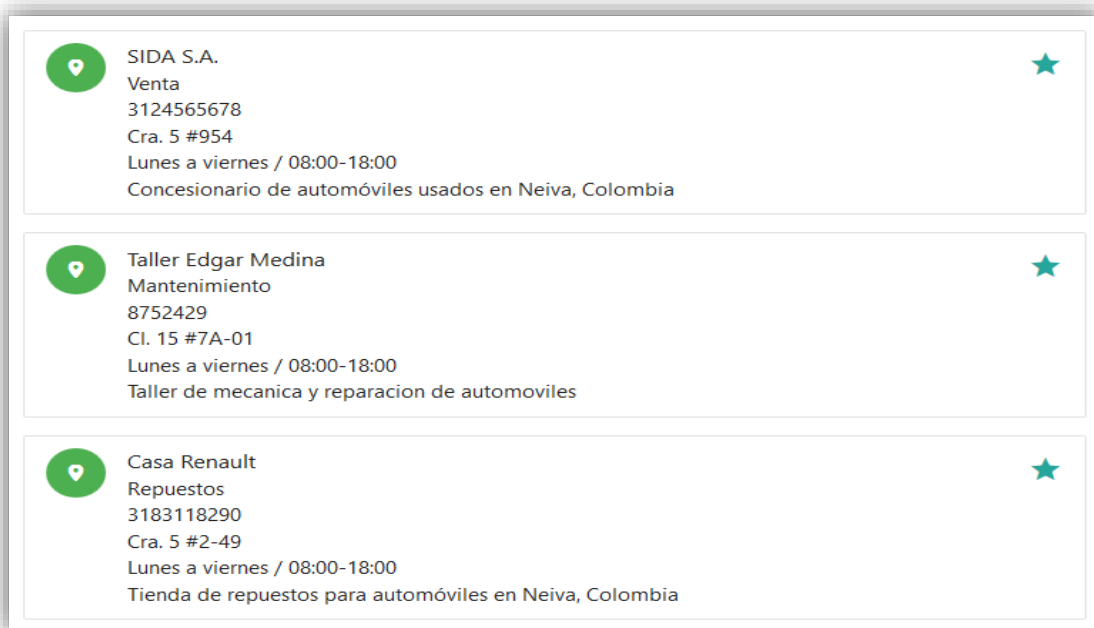 SIDA S.A.
Venta
3124565678
Cra. 5 #954
Lunes a viernes / 08:00-18:00
Concesionario de automóviles usados en Neiva, Colombia
Taller Edgar Medina
Mantenimiento
8752429
Cl. 15 #7A-01
Lunes a viernes / 08:00-18:00
Taller de mecanica y reparacion de automoviles
Casa Renault
Repuestos
3183118290
Cra. 5 #2-49
Lunes a viernes / 08:00-18:00
Tienda de repuestos para automóviles en Neiva, Colombia